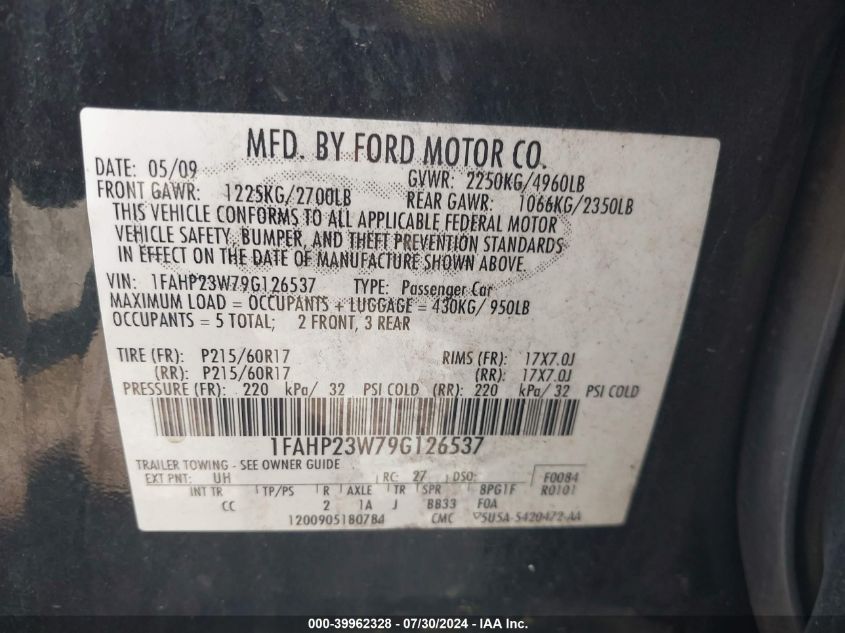 MFD. BY FORD MOTOR CO.
DATE: 05/09 GVWR: 2250KG/4960LB
FRONT GAWR: 1225KG/2700LB REAR GAWR: 1066KG/2350LB
THIS VEHICLE CONFORMS TO ALL APPLICABLE FEDERAL MOTOR
VEHICLE SAFETY, BUMPER, AND THEFT PREVENTION STANDARDS
IN EFFECT ON THE DATE OF MANUFACTURE SHOWN ABOVE.
VIN: 1FAHP23W79G126537 TYPE: Passenger Car
MAXIMUM LOAD = OCCUPANTS + LUGGAGE = 430KG/ 950LB
OCCUPANTS = 5 TOTAL; 2 FRONT, 3 REAR
TIRE (FR): P215/60R17 RIMS (FR): 17X7.0J
(RR): P215/60R17 (RR): 17X7.0J
PRESSURE (FR): 220 kPa/ 32 PSI COLD (RR): 220 kPa/ 32 PSI COLD
1FAHP23W79G126537
TRAILER TOWING - SEE OWNER GUIDE
EXT PNT: UH RC: 27 DSO: F0084
INT TR TP/PS R AXLE TR SPR 8PG1F R0101
CC 2 1A J BB33 F0A
1200905180784 CMC 5U5A-5420472-AA
000-39962328 - 07/30/2024 - IAA Inc.